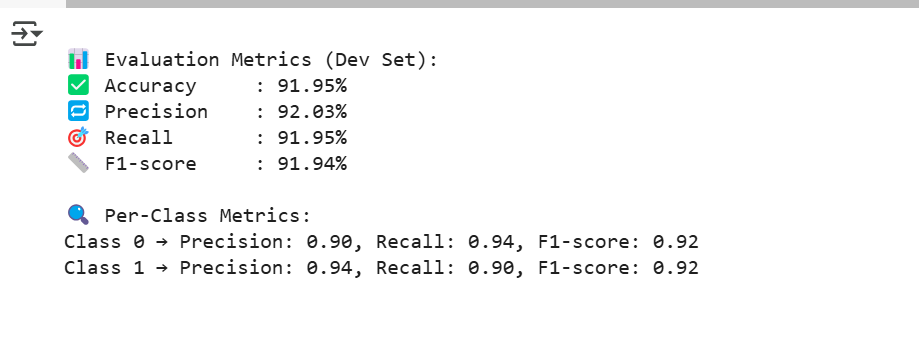 📊 Evaluation Metrics (Dev Set):
✅ Accuracy     : 91.95%
🔁 Precision    : 92.03%
🎯 Recall       : 91.95%
📏 F1-score     : 91.94%

🔍 Per-Class Metrics:
Class 0 → Precision: 0.90, Recall: 0.94, F1-score: 0.92
Class 1 → Precision: 0.94, Recall: 0.90, F1-score: 0.92